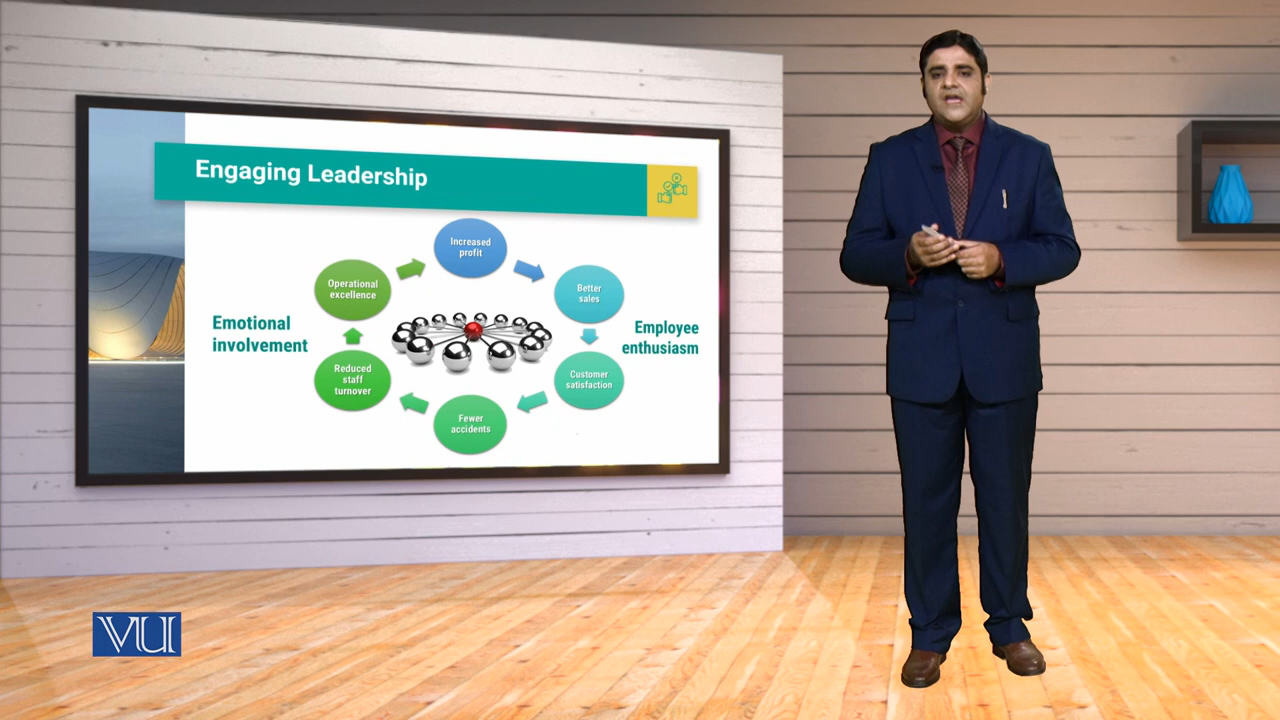 Engaging Leadership
Increased
profit
Better
sales
Customer
satisfaction
Fewer
accidents
Reduced
staff
turnover
Operational
excellence
Emotional
involvement
Employee
enthusiasm
VU